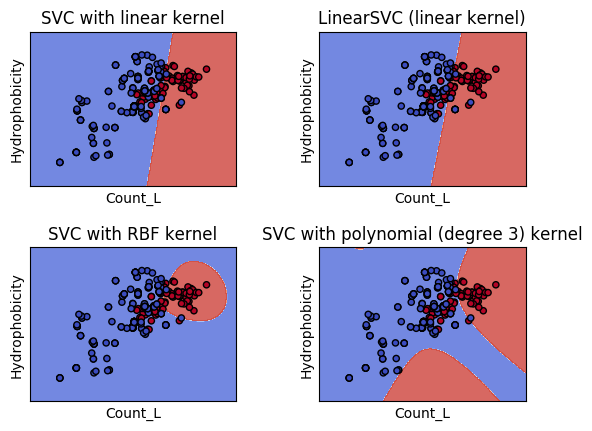 SVC with linear kernel
LinearSVC (linear kernel)
Hydrophobicity
Hydrophobicity
Count_L
Count_L
SVC with RBF kernel
SVC with polynomial (degree 3) kernel
Hydrophobicity
Hydrophobicity
Count_L
Count_L